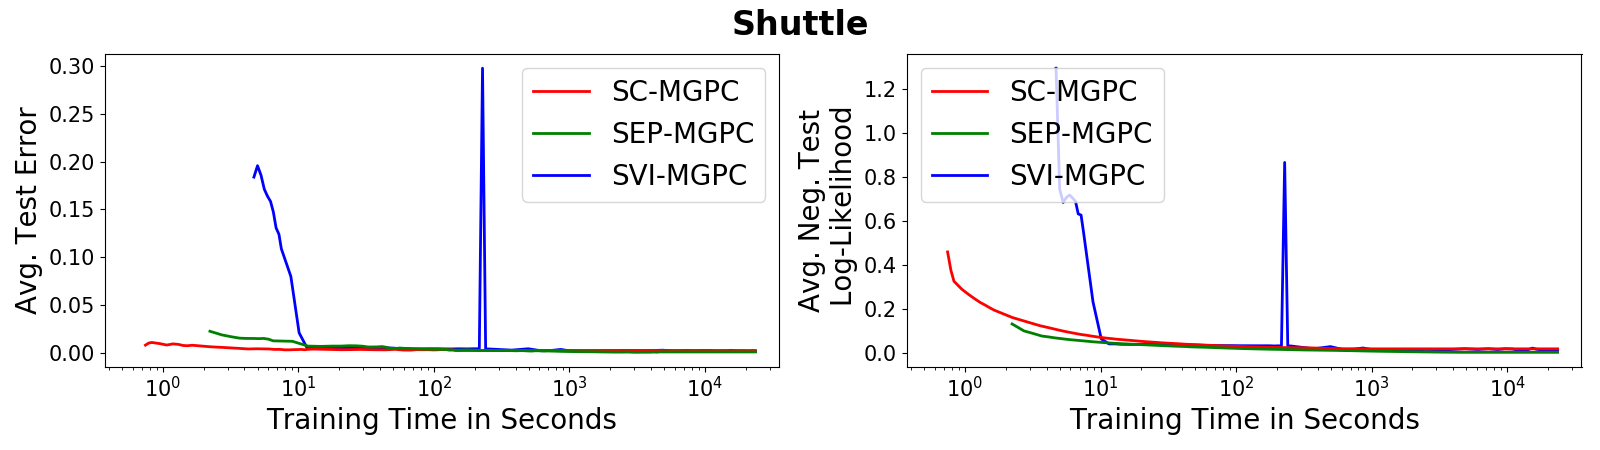 Shuttle
Avg. Test Error
0.30
0.25
0.20
0.15
0.10
0.05
0.00
SC-MGPC
SEP-MGPC
SVI-MGPC
10^0 10^1 10^2 10^3 10^4
Training Time in Seconds
Avg. Neg. Test
Log-Likelihood
1.2
1.0
0.8
0.6
0.4
0.2
0.0
SC-MGPC
SEP-MGPC
SVI-MGPC
10^0 10^1 10^2 10^3 10^4
Training Time in Seconds